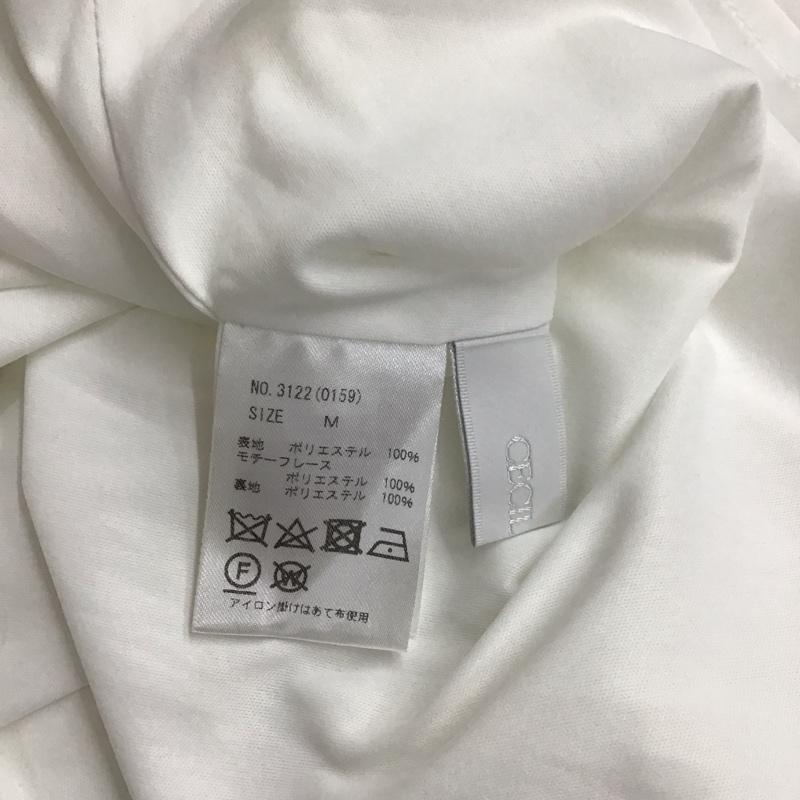 NO.3122(0159)
SIZE M
表地 ポリエステル 100%
モチーフレース
ポリエステル 100%
裏地 ポリエステル 100%
F
W
アイロン掛けはあて布使用
CECIL